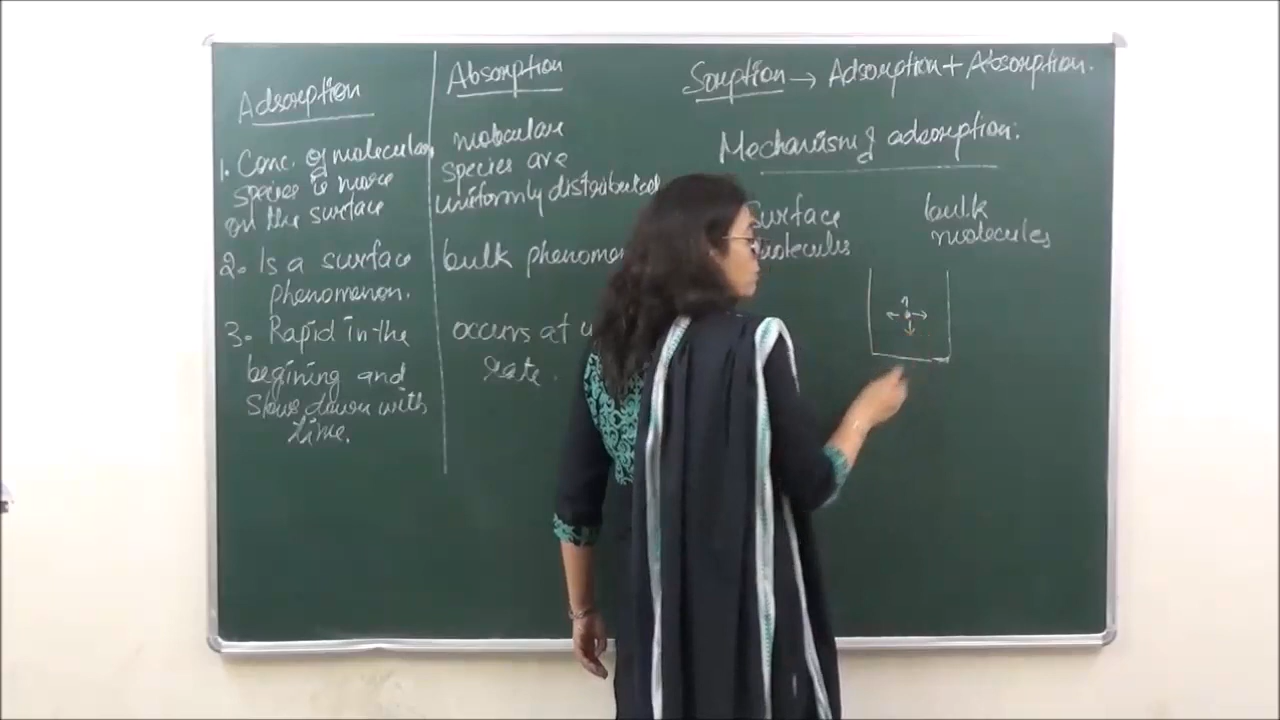 Adsorption
1. Conc. of molecular
species is more
on the surface
2. Is a surface
phenomenon.
3. Rapid in the
begining and
Slows down with
time.
Absorption
molecular
species are
uniformly distributed
bulk
occurs at
rate.
Sorption → Adsorption + Absorption.
Mechanism of adsorption:
Surface
molecules
bulk
molecules